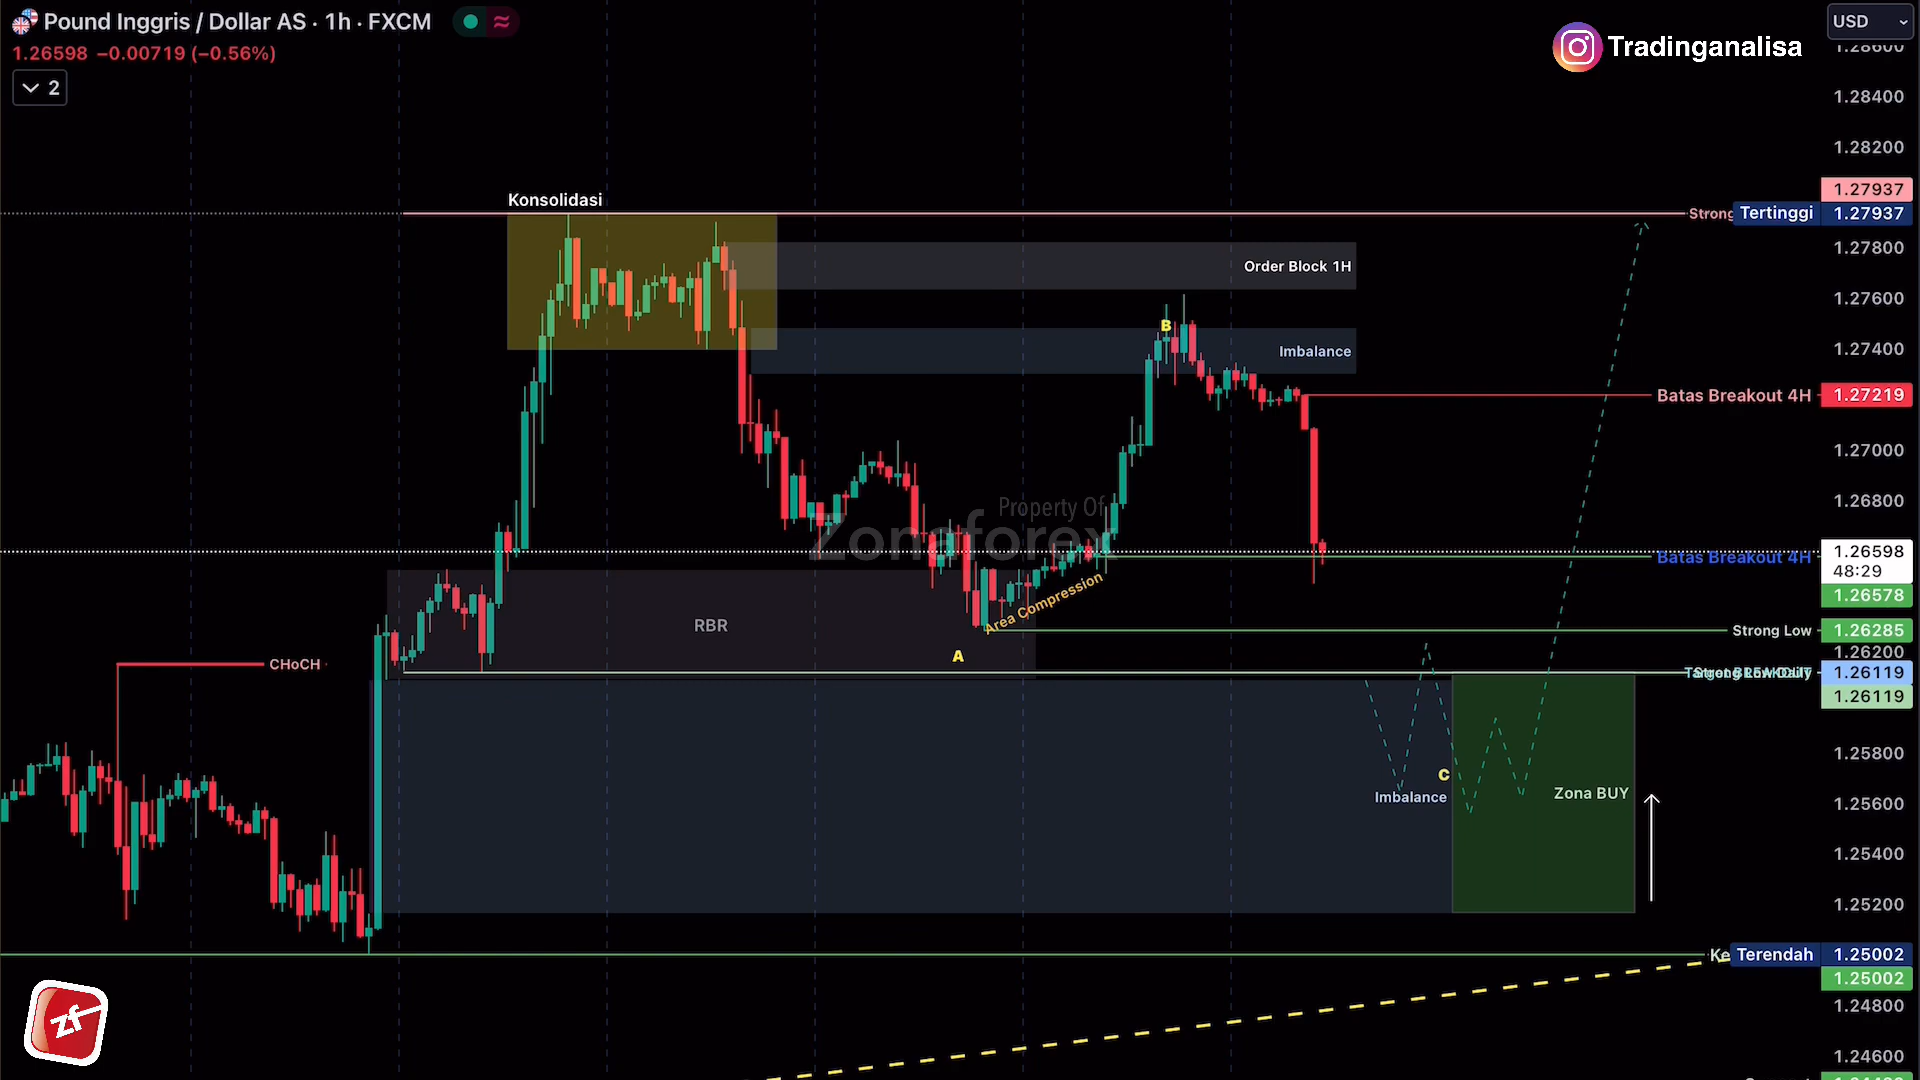 Pound Inggris / Dollar AS · 1h · FXCM
1.26598 −0.00719 (−0.56%)
2
Tradinganalisa
USD
1.28600
1.28400
1.28200
1.27937
Strong
Tertinggi
1.27937
1.27800
1.27600
1.27400
Batas Breakout 4H
1.27219
1.27000
1.26800
Batas Breakout 4H
1.26598
48:29
1.26578
Strong Low
1.26285
1.26200
1.26119
1.26119
1.25800
1.25600
1.25400
1.25200
Ke
Terendah
1.25002
1.25002
1.24800
1.24600
Konsolidasi
Order Block 1H
B
Imbalance
Property Of
Zonaforex
Area Compression
RBR
A
CHoCH
C
Imbalance
Zona BUY
zf